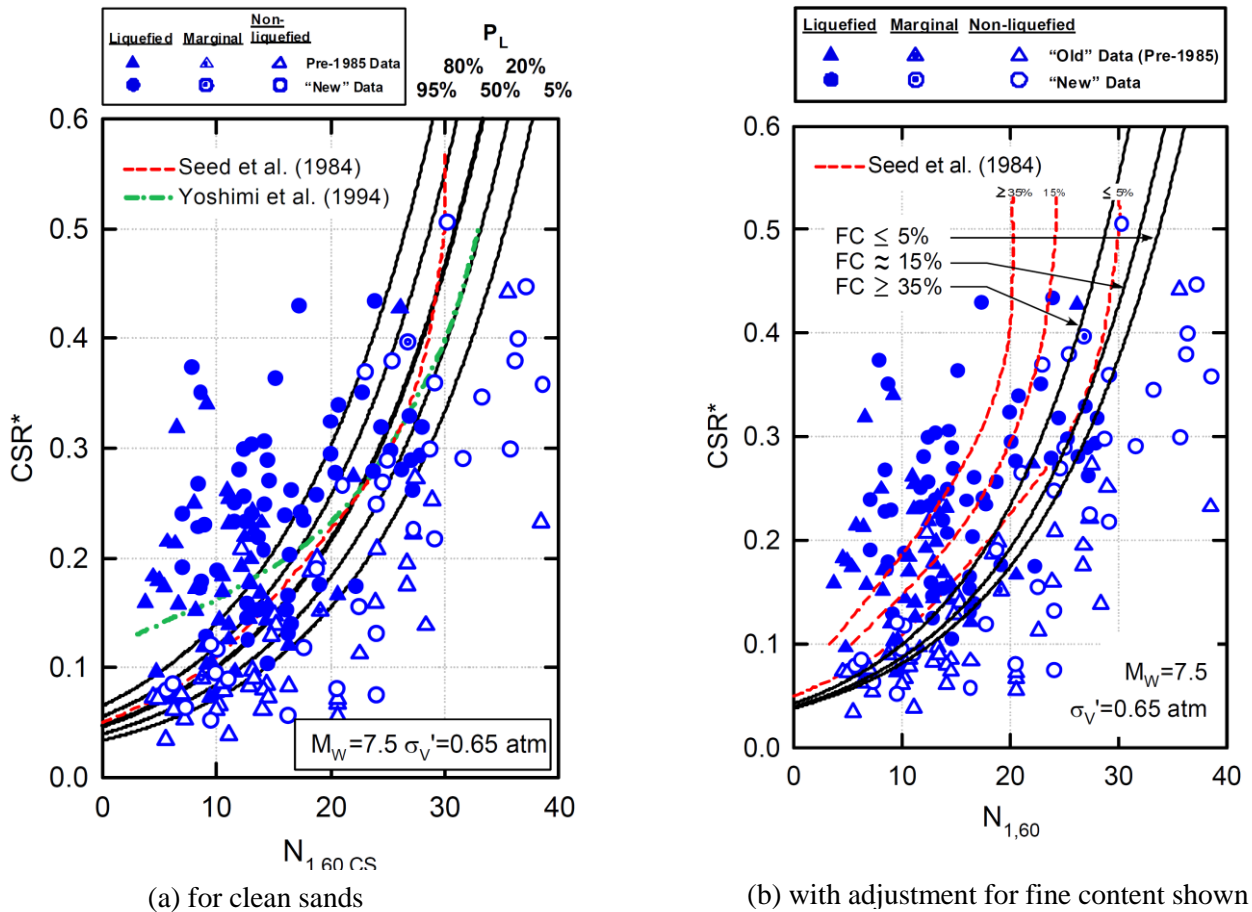 Liquefied Marginal Non-liquefied
Pre-1985 Data
"New" Data
P_L
80% 20%
95% 50% 5%
0.6
0.5
0.4
0.3
0.2
0.1
0.0
CSR*
Seed et al. (1984)
Yoshimi et al. (1994)
M_W=7.5 σ_V'=0.65 atm
0 10 20 30 40
N_1,60,CS
(a) for clean sands
Liquefied Marginal Non-liquefied
"Old" Data (Pre-1985)
"New" Data
0.6
0.5
0.4
0.3
0.2
0.1
0.0
CSR*
Seed et al. (1984)
≥35% 15% ≤5%
FC ≤ 5%
FC ≈ 15%
FC ≥ 35%
M_W=7.5
σ_V'=0.65 atm
0 10 20 30 40
N_1,60
(b) with adjustment for fine content shown